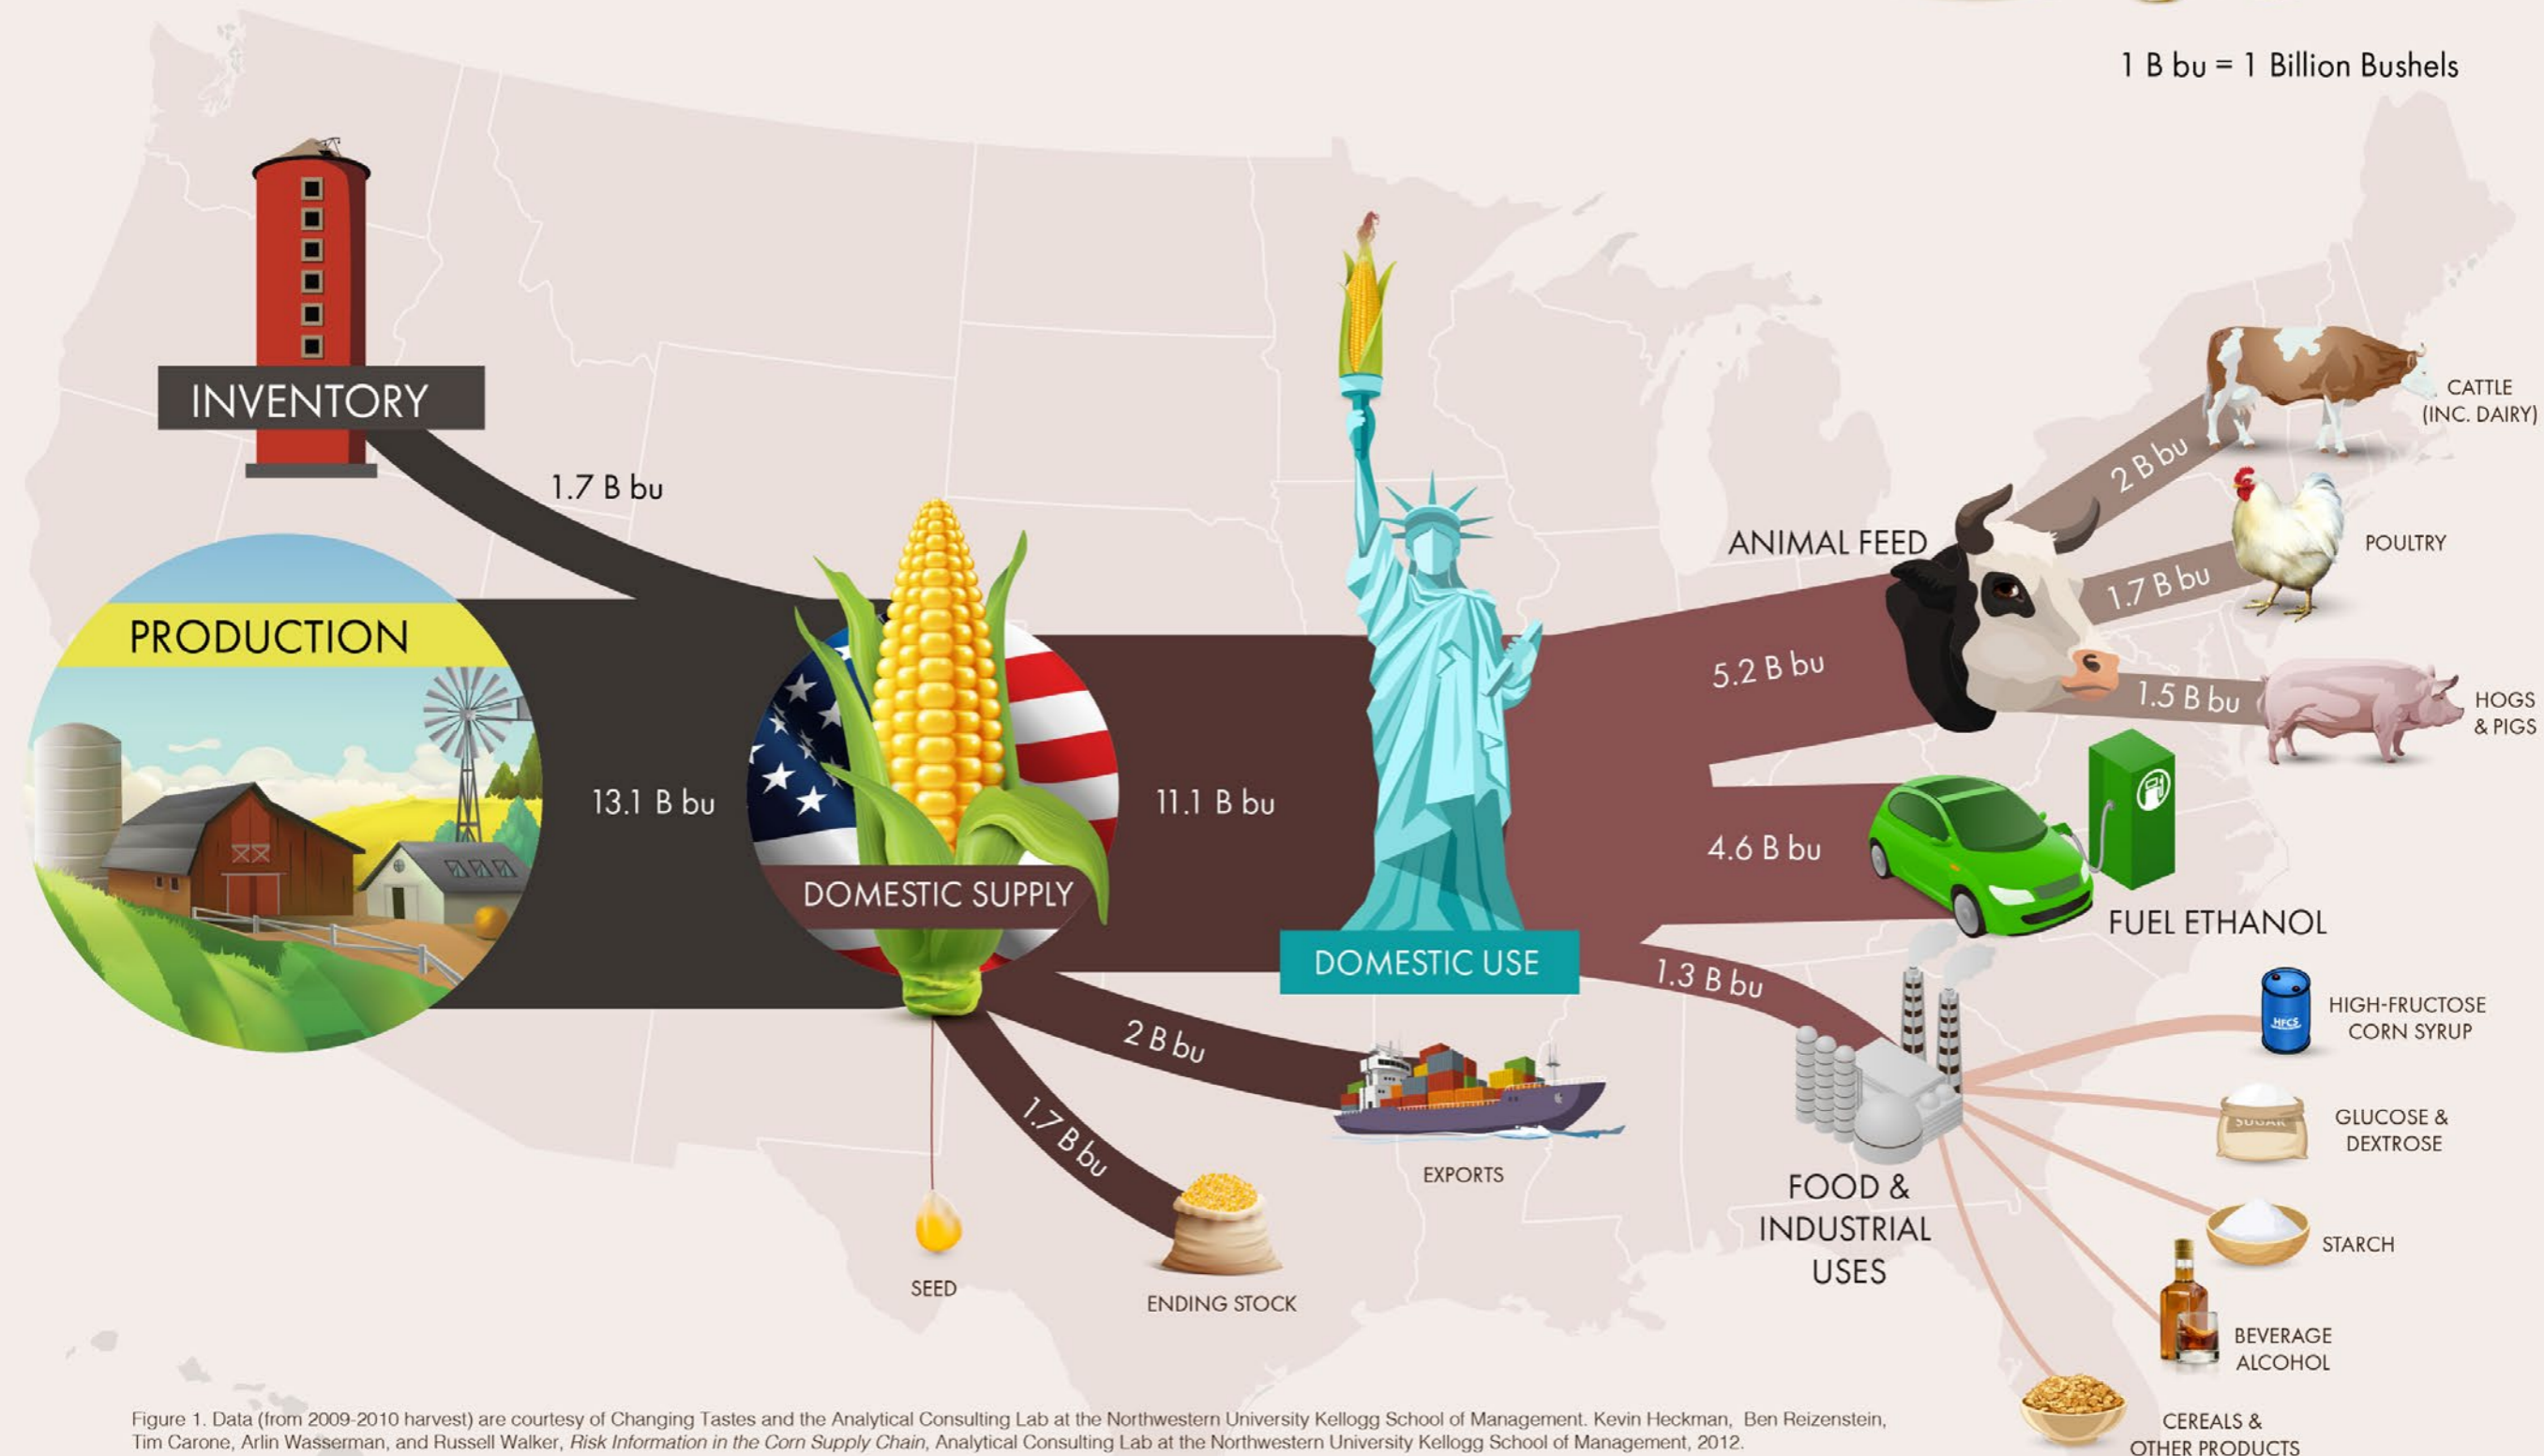 1 B bu = 1 Billion Bushels
INVENTORY
1.7 B bu
PRODUCTION
13.1 B bu
DOMESTIC SUPPLY
11.1 B bu
DOMESTIC USE
ANIMAL FEED
5.2 B bu
2 B bu
CATTLE
(INC. DAIRY)
1.7 B bu
POULTRY
1.5 B bu
HOGS
& PIGS
4.6 B bu
FUEL ETHANOL
1.3 B bu
FOOD &
INDUSTRIAL
USES
HFCS
HIGH-FRUCTOSE
CORN SYRUP
SUGAR
GLUCOSE &
DEXTROSE
STARCH
BEVERAGE
ALCOHOL
CEREALS &
OTHER PRODUCTS
2 B bu
EXPORTS
1.7 B bu
ENDING STOCK
SEED
Figure 1. Data (from 2009-2010 harvest) are courtesy of Changing Tastes and the Analytical Consulting Lab at the Northwestern University Kellogg School of Management. Kevin Heckman, Ben Reizenstein,
Tim Carone, Arlin Wasserman, and Russell Walker, Risk Information in the Corn Supply Chain, Analytical Consulting Lab at the Northwestern University Kellogg School of Management, 2012.